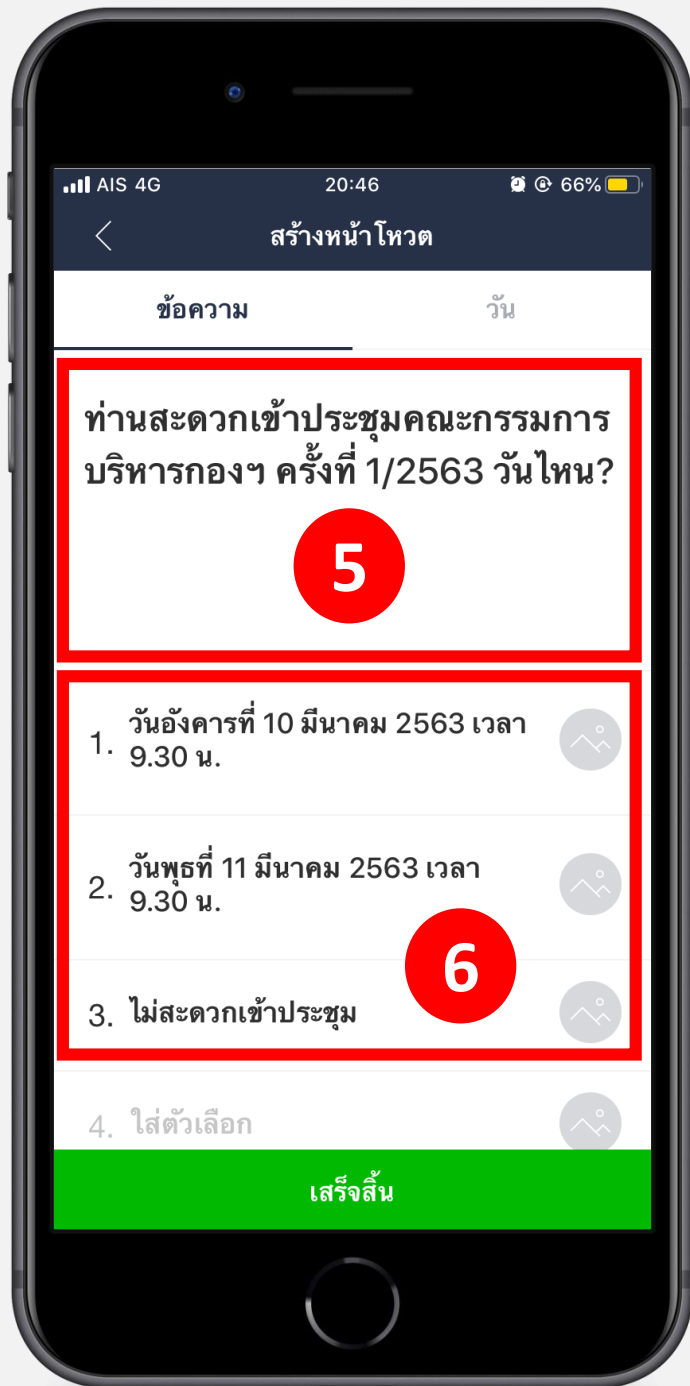 AIS 4G 20:46 66%
สร้างหน้าโหวต
ข้อความ วัน
ท่านสะดวกเข้าประชุมคณะกรรมการ
บริหารกองฯ ครั้งที่ 1/2563 วันไหน?
5
1. วันอังคารที่ 10 มีนาคม 2563 เวลา
9.30 น.
2. วันพุธที่ 11 มีนาคม 2563 เวลา
9.30 น.
6
3. ไม่สะดวกเข้าประชุม
4. ใส่ตัวเลือก
เสร็จสิ้น